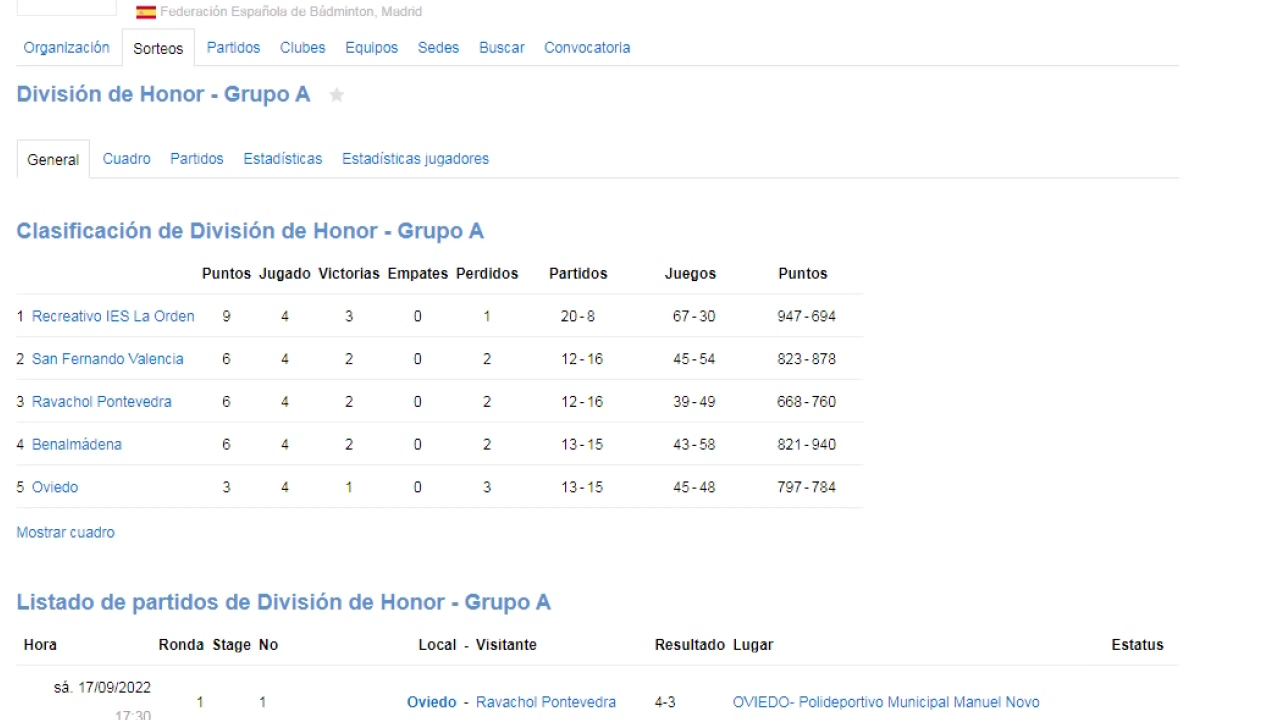 Federación Española de Bádminton, Madrid
Organización Sorteos Partidos Clubes Equipos Sedes Buscar Convocatoria
División de Honor - Grupo A
General Cuadro Partidos Estadísticas Estadísticas jugadores
Clasificación de División de Honor - Grupo A
Puntos Jugado Victorias Empates Perdidos Partidos Juegos Puntos
1 Recreativo IES La Orden 9 4 3 0 1 20-8 67-30 947-694
2 San Fernando Valencia 6 4 2 0 2 12-16 45-54 823-878
3 Ravachol Pontevedra 6 4 2 0 2 12-16 39-49 668-760
4 Benalmádena 6 4 2 0 2 13-15 43-58 821-940
5 Oviedo 3 4 1 0 3 13-15 45-48 797-784
Mostrar cuadro
Listado de partidos de División de Honor - Grupo A
Hora Ronda Stage No Local - Visitante Resultado Lugar Estatus
sá. 17/09/2022
17:30
1 1 Oviedo - Ravachol Pontevedra 4-3 OVIEDO- Polideportivo Municipal Manuel Novo